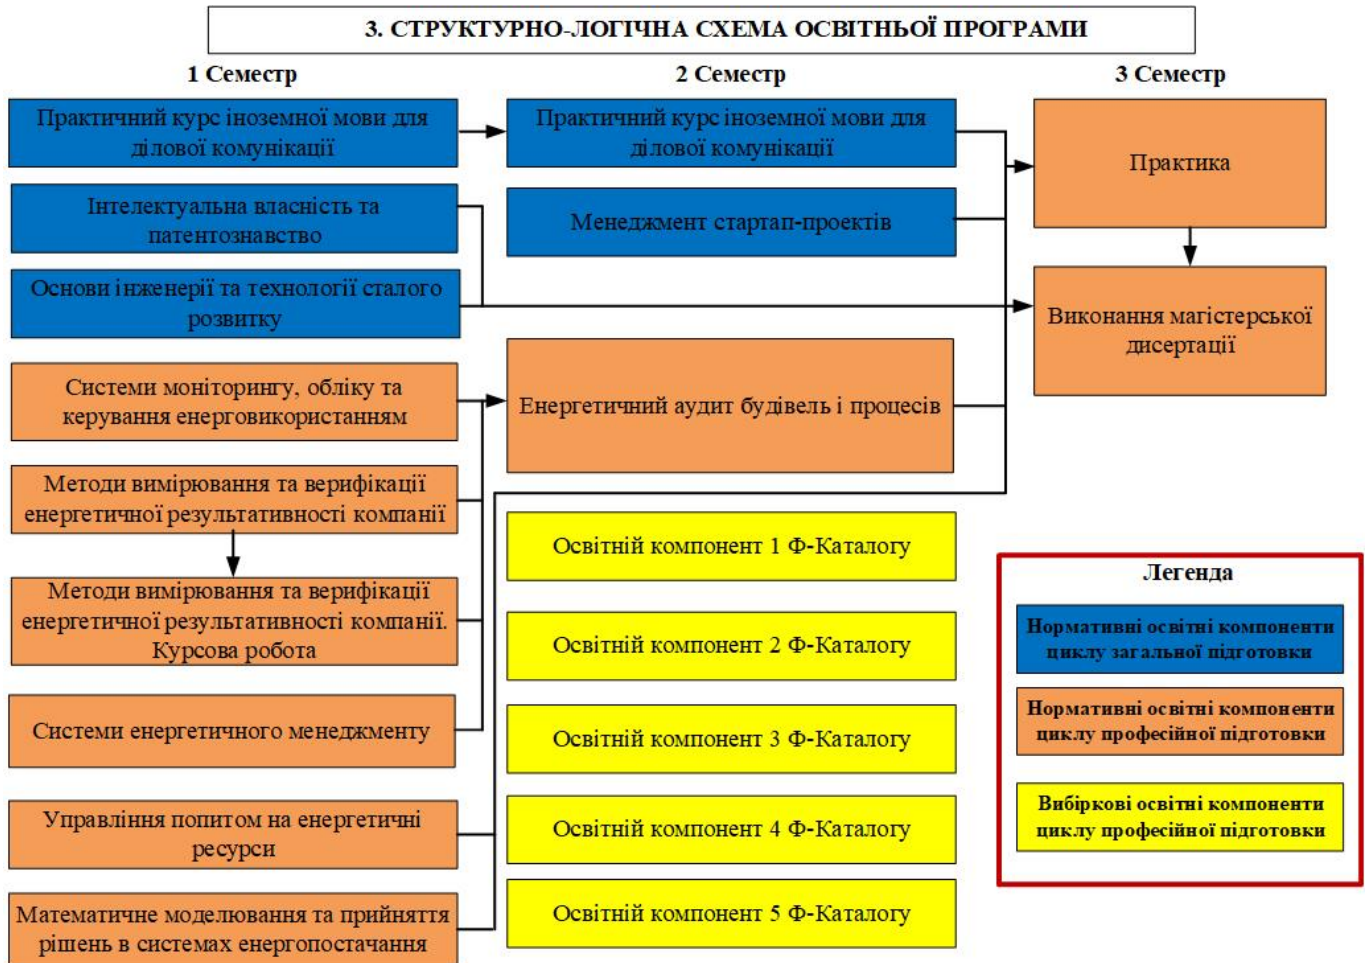 3. СТРУКТУРНО-ЛОГІЧНА СХЕМА ОСВІТНЬОЇ ПРОГРАМИ
1 Семестр
2 Семестр
3 Семестр
Практичний курс іноземної мови для
ділової комунікації
Інтелектуальна власність та
патентознавство
Основи інженерії та технології сталого
розвитку
Системи моніторингу, обліку та
керування енерговикористанням
Методи вимірювання та верифікації
енергетичної результативності компанії
Методи вимірювання та верифікації
енергетичної результативності компанії.
Курсова робота
Системи енергетичного менеджменту
Управління попитом на енергетичні
ресурси
Математичне моделювання та прийняття
рішень в системах енергопостачання
Практичний курс іноземної мови для
ділової комунікації
Менеджмент стартап-проектів
Енергетичний аудит будівель і процесів
Освітній компонент 1 Ф-Каталогу
Освітній компонент 2 Ф-Каталогу
Освітній компонент 3 Ф-Каталогу
Освітній компонент 4 Ф-Каталогу
Освітній компонент 5 Ф-Каталогу
Практика
Виконання магістерської
дисертації
Легенда
Нормативні освітні компоненти
циклу загальної підготовки
Нормативні освітні компоненти
циклу професійної підготовки
Вибіркові освітні компоненти
циклу професійної підготовки